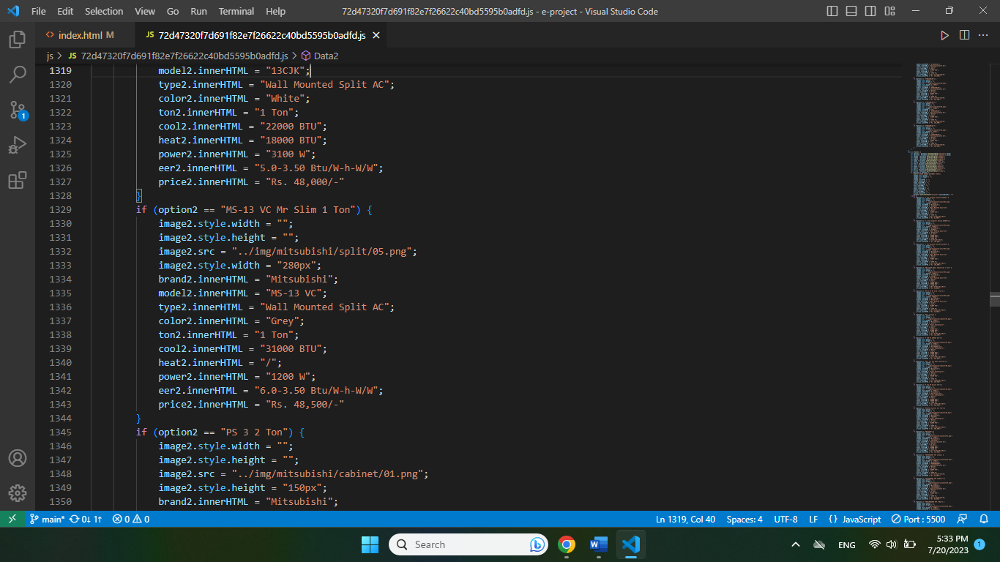 File Edit Selection View Go Run Terminal Help 72d47320f7d691f82e7f26622c40bd5595b0adfd.js - e-project - Visual Studio Code
index.html M JS 72d47320f7d691f82e7f26622c40bd5595b0adfd.js
js > JS 72d47320f7d691f82e7f26622c40bd5595b0adfd.js > Data2
1319 model2.innerHTML = "13CJK";
1320 type2.innerHTML = "Wall Mounted Split AC";
1321 color2.innerHTML = "White";
1322 ton2.innerHTML = "1 Ton";
1323 cool2.innerHTML = "22000 BTU";
1324 heat2.innerHTML = "18000 BTU";
1325 power2.innerHTML = "3100 W";
1326 eer2.innerHTML = "5.0-3.50 Btu/W-h-W/W";
1327 price2.innerHTML = "Rs. 48,000/-"
1328 }
1329 if (option2 == "MS-13 VC Mr Slim 1 Ton") {
1330 image2.style.width = "";
1331 image2.style.height = "";
1332 image2.src = "../img/mitsubishi/split/05.png";
1333 image2.style.width = "280px";
1334 brand2.innerHTML = "Mitsubishi";
1335 model2.innerHTML = "MS-13 VC";
1336 type2.innerHTML = "Wall Mounted Split AC";
1337 color2.innerHTML = "Grey";
1338 ton2.innerHTML = "1 Ton";
1339 cool2.innerHTML = "31000 BTU";
1340 heat2.innerHTML = "/";
1341 power2.innerHTML = "1200 W";
1342 eer2.innerHTML = "6.0-3.50 Btu/W-h-W/W";
1343 price2.innerHTML = "Rs. 48,500/-"
1344 }
1345 if (option2 == "PS 3 2 Ton") {
1346 image2.style.width = "";
1347 image2.style.height = "";
1348 image2.src = "../img/mitsubishi/cabinet/01.png";
1349 image2.style.height = "150px";
1350 brand2.innerHTML = "Mitsubishi";
1
main* 0↓ 1↑ 0 0 Ln 1319, Col 40 Spaces: 4 UTF-8 LF {} JavaScript Port : 5500
Search ENG 5:33 PM
7/20/2023 1